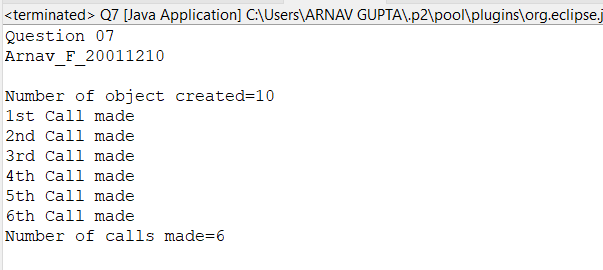 <terminated> Q7 [Java Application] C:\Users\ARNAV GUPTA\.p2\pool\plugins\org.eclipse.j
Question 07
Arnav_F_20011210
Number of object created=10
1st Call made
2nd Call made
3rd Call made
4th Call made
5th Call made
6th Call made
Number of calls made=6